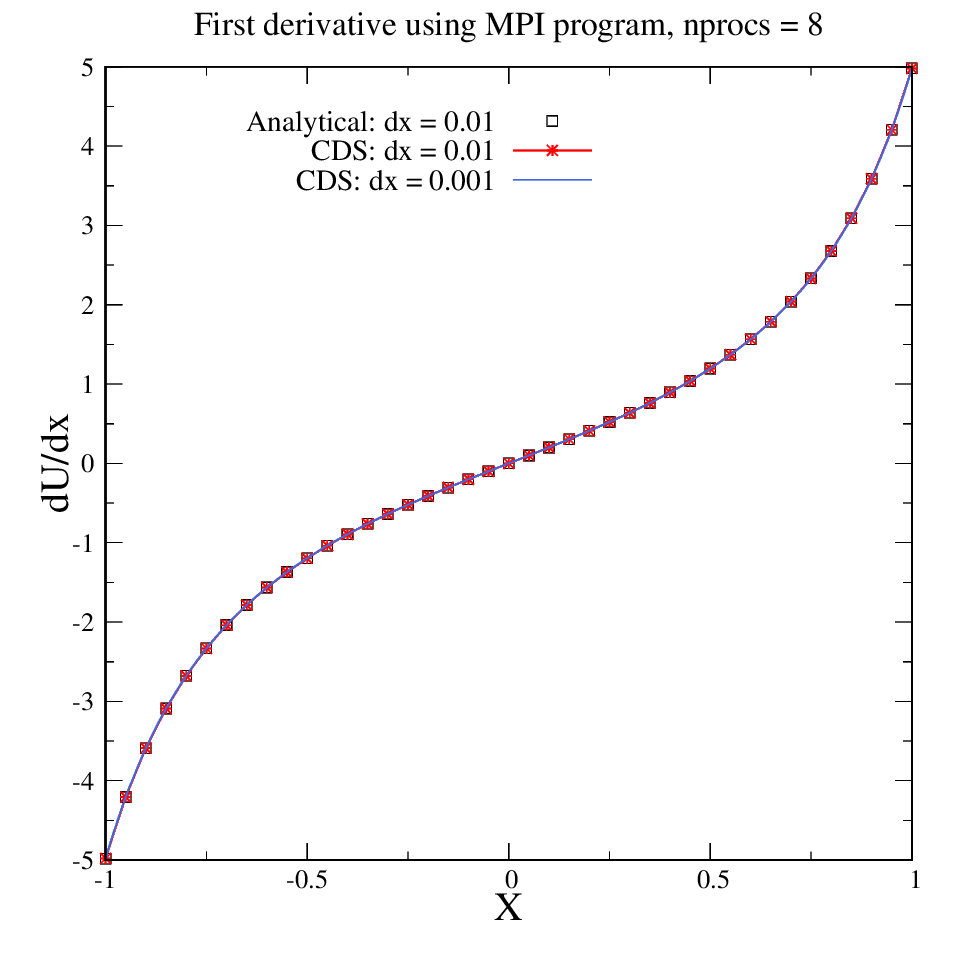 First derivative using MPI program, nprocs = 8
Analytical: dx = 0.01
CDS: dx = 0.01
CDS: dx = 0.001
5
4
3
2
1
0
-1
-2
-3
-4
-5
dU/dx
-1
-0.5
0
0.5
1
X